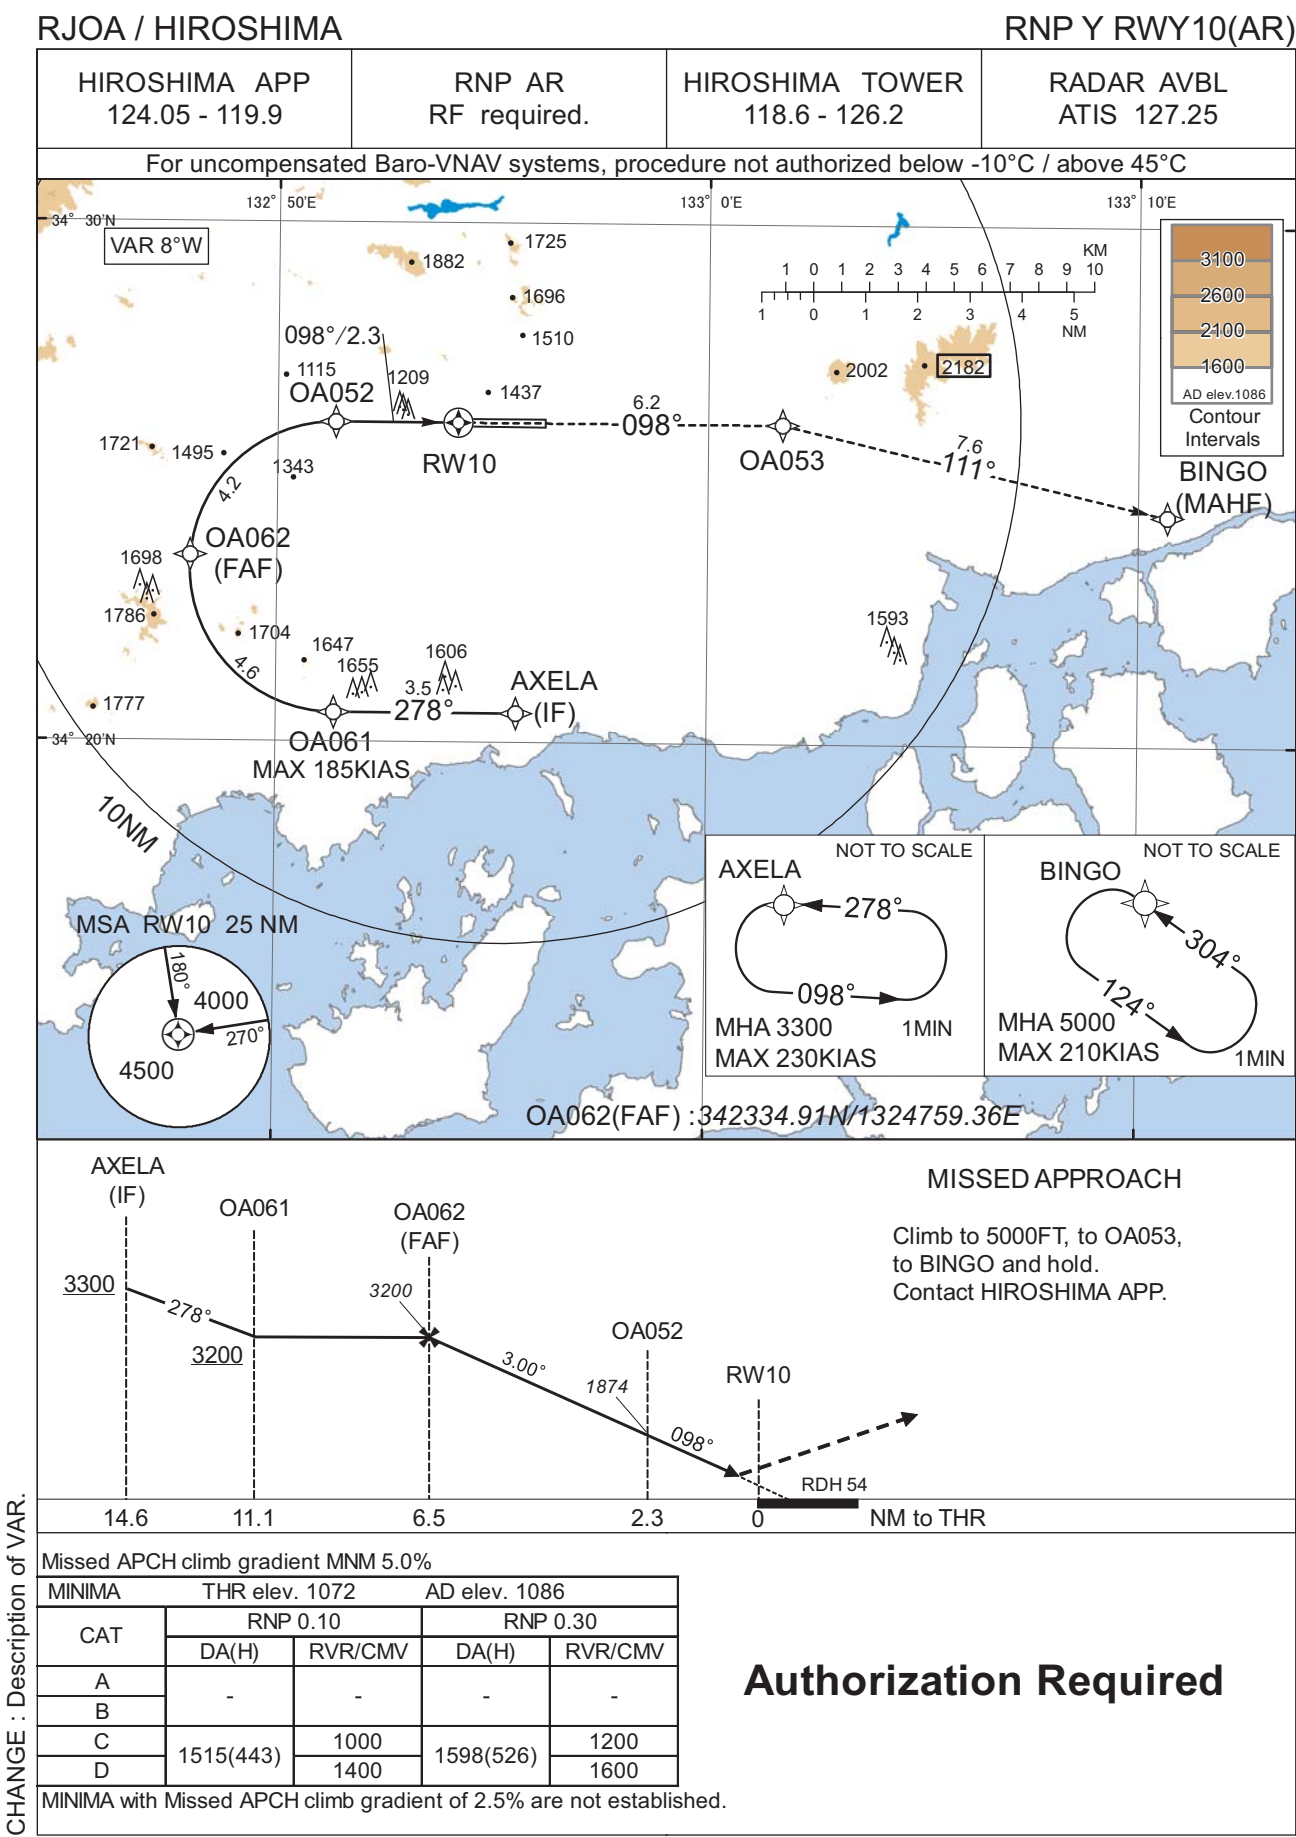 RJOA / HIROSHIMA
RNP Y RWY10(AR)
HIROSHIMA APP
124.05 - 119.9
RNP AR
RF required.
HIROSHIMA TOWER
118.6 - 126.2
RADAR AVBL
ATIS 127.25
For uncompensated Baro-VNAV systems, procedure not authorized below -10°C / above 45°C
132° 50'E
133° 0'E
133° 10'E
34° 30'N
VAR 8°W
1725
1882
1696
1510
KM
1 0 1 2 3 4 5 6 7 8 9 10
1 0 1 2 3 4 5
NM
3100
2600
2100
1600
AD elev.1086
Contour
Intervals
098°/2.3
1115
1209
OA052
1437
2002
2182
6.2
098°
RW10
OA053
7.6
111°
BINGO
(MAHF)
1721
1495
1343
4.2
OA062
(FAF)
1698
1786
1704
1647
4.6
1655
1606
1593
3.5
278°
AXELA
(IF)
1777
34° 20'N
OA061
MAX 185KIAS
10NM
MSA RW10 25 NM
180°
4000
270°
4500
AXELA
NOT TO SCALE
278°
098°
MHA 3300
MAX 230KIAS
1MIN
BINGO
NOT TO SCALE
304°
124°
MHA 5000
MAX 210KIAS
1MIN
OA062(FAF) :342334.91N/1324759.36E
AXELA
(IF)
OA061
OA062
(FAF)
3300
278°
3200
3200
3.00°
OA052
1874
098°
RW10
RDH 54
14.6
11.1
6.5
2.3
0
NM to THR
MISSED APPROACH
Climb to 5000FT, to OA053,
to BINGO and hold.
Contact HIROSHIMA APP.
CHANGE : Description of VAR.
Missed APCH climb gradient MNM 5.0%
MINIMA THR elev. 1072 AD elev. 1086
CAT RNP 0.10 RNP 0.30
DA(H) RVR/CMV DA(H) RVR/CMV
A
- - - -
B
C 1000 1200
1515(443) 1598(526)
D 1400 1600
MINIMA with Missed APCH climb gradient of 2.5% are not established.
Authorization Required